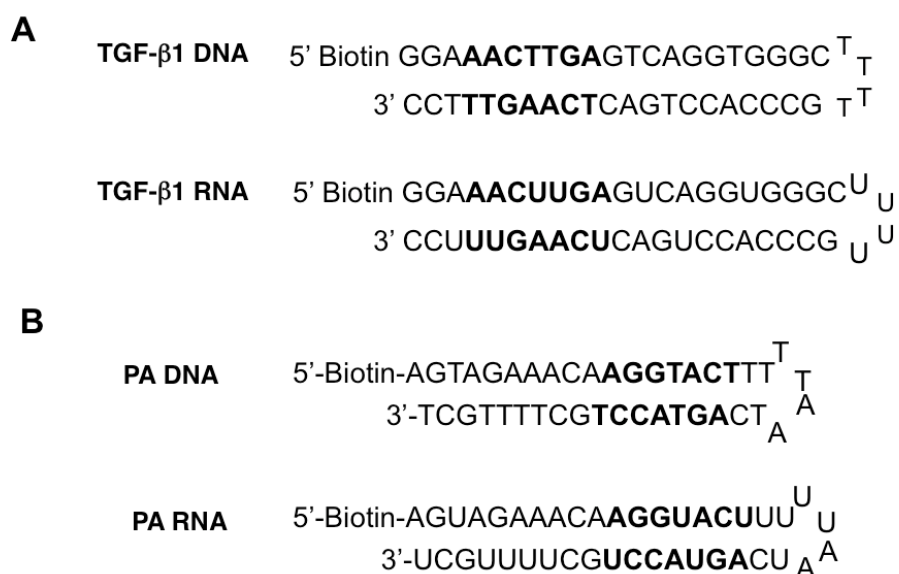 A
TGF-β1 DNA 5’ Biotin GGAAACTTGAGTCAGGTGGGC T
T
3’ CCTTTGAACTCAGTCCACCCG T T
TGF-β1 RNA 5’ Biotin GGAAACUUGAGUCAGGUGGGC U
U
3’ CCUUUGAACUCAGUCCACCCG U U
B
PA DNA 5’-Biotin-AGTAGAAACAAGGTACTTT T
T
3’-TCGTTTTCGTCCATGACT A A
PA RNA 5’-Biotin-AGUAGAAACAAGGUACUUU U
U
3’-UCGUUUUCGUCCAUGACU A A